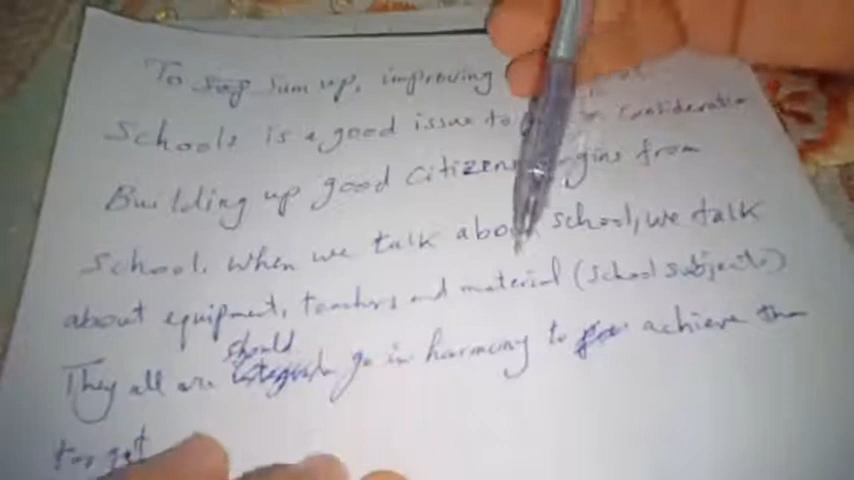 To say sum up, improving
Schools is a good issue to in consideration
Building up good citizens begins from
School. When we talk about school, we talk
about equipment, teachers and material (School subjects)
They all are should go in harmony to achieve the
target